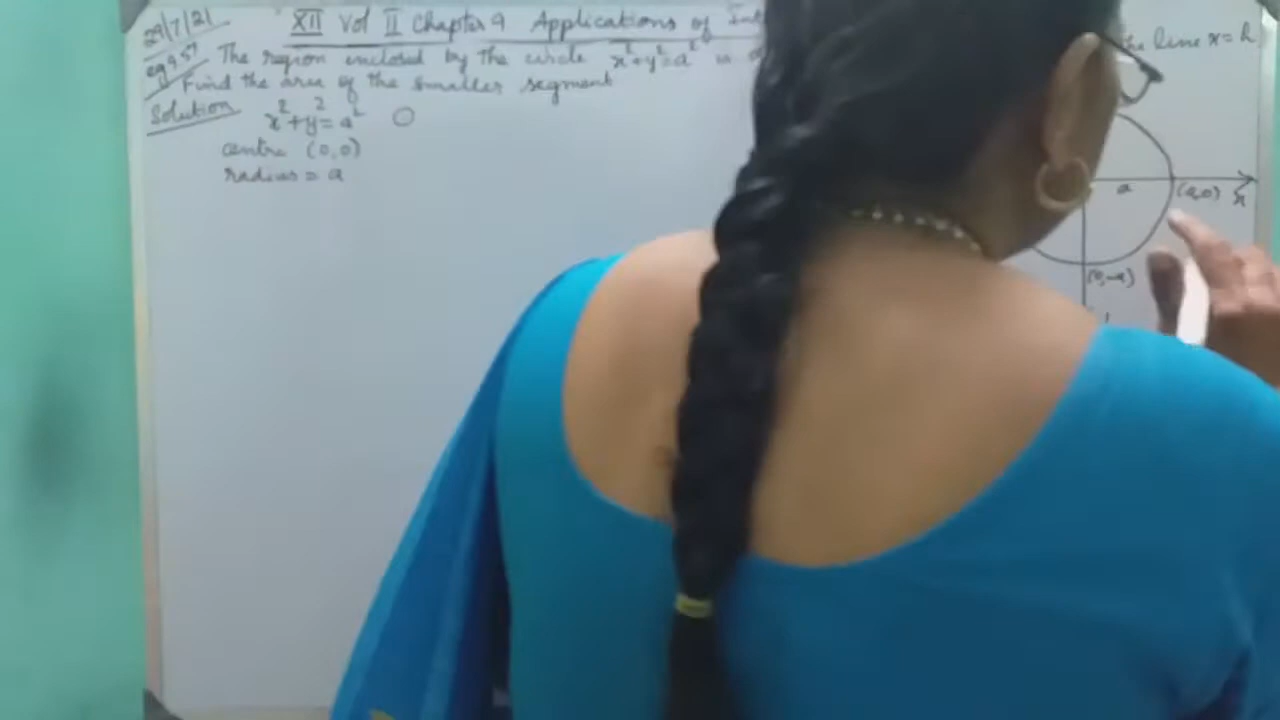 29/7/21
XII Vol II Chapter 9 Applications of
eg 9.57 The region enclosed by the circle x²+y²=a² is
the line x=h
Find the area of the smaller segment
Solution x²+y²=a² O
centre (0,0)
radius = a
a (a,0) x
(0,-a)